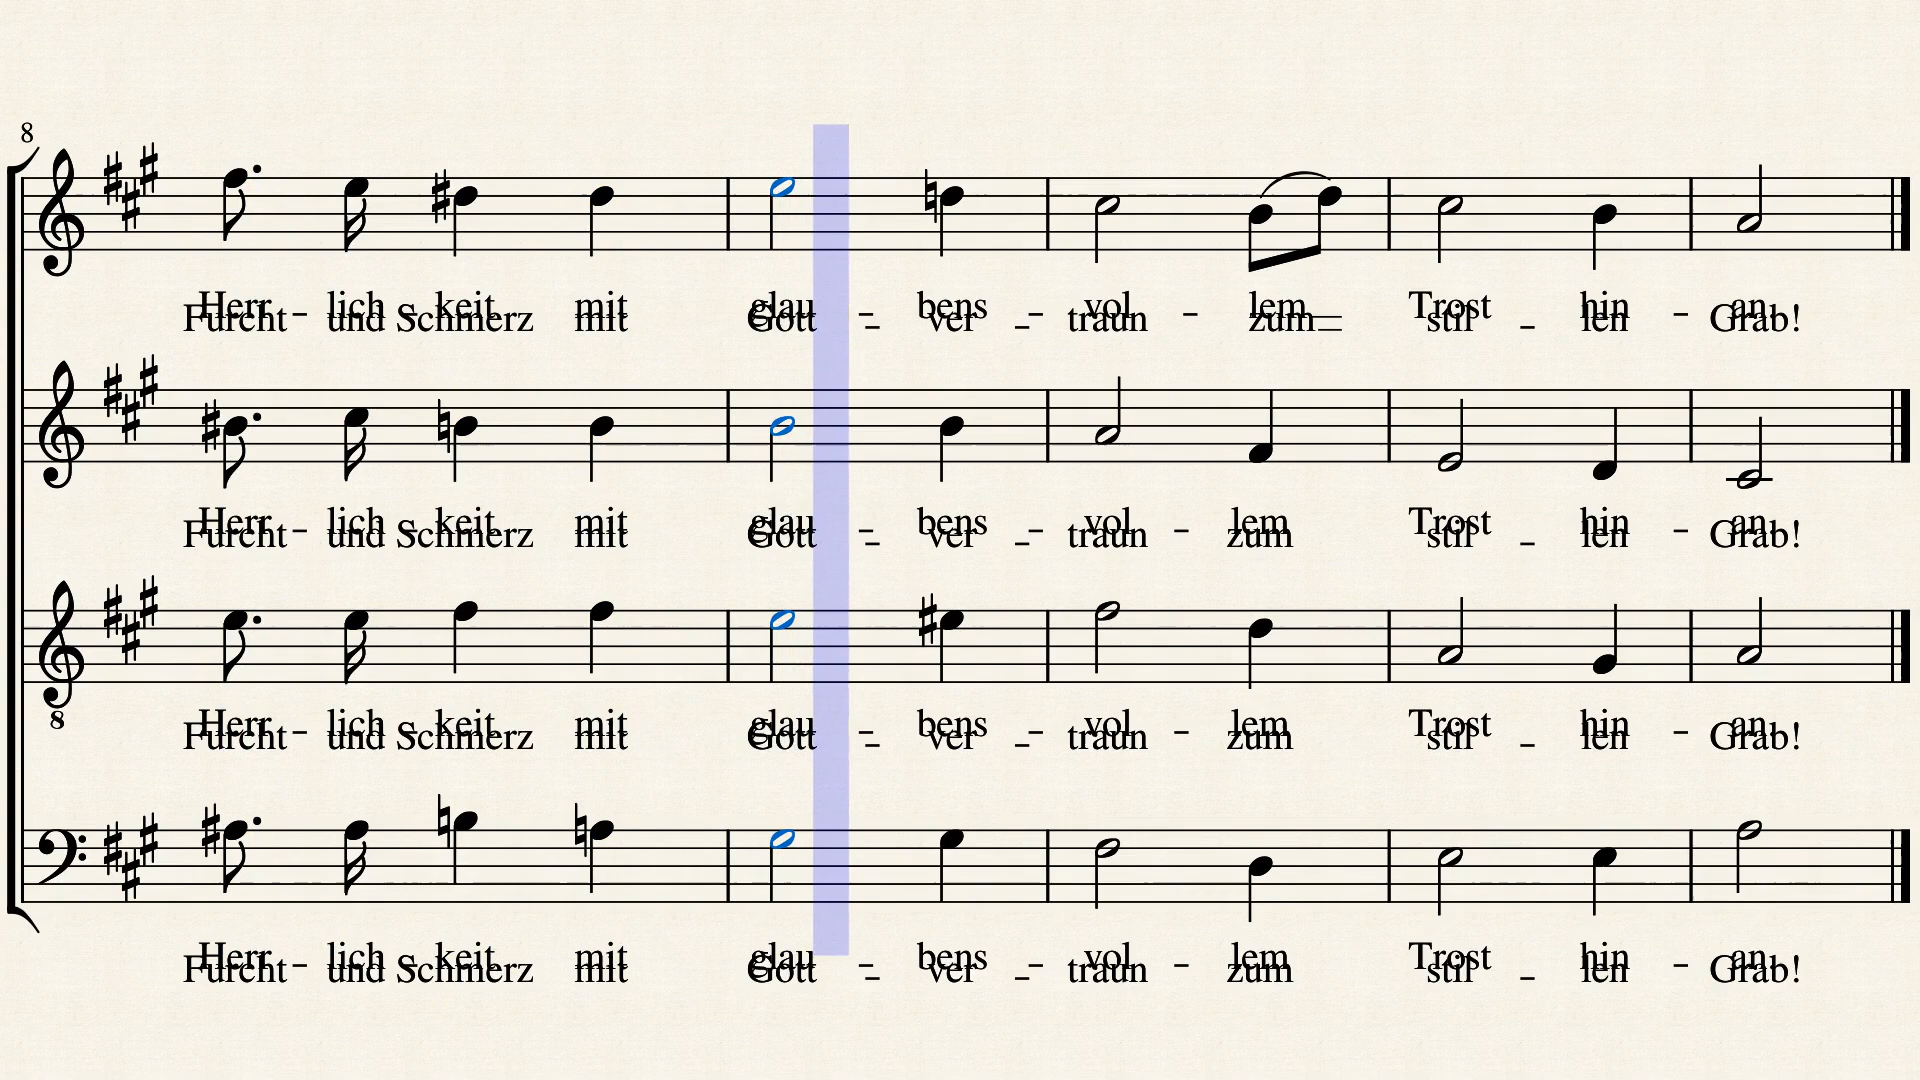 8
Herr - lich - keit mit glau - bens - vol - lem Trost hin - an.
Furcht und Schmerz mit Gott - ver - traun zum stil - len Grab!
Herr - lich - keit mit glau - bens - vol - lem Trost hin - an.
Furcht und Schmerz mit Gott - ver - traun zum stil - len Grab!
Herr - lich - keit mit glau - bens - vol - lem Trost hin - an.
Furcht und Schmerz mit Gott - ver - traun zum stil - len Grab!
8
Herr - lich - keit mit glau - bens - vol - lem Trost hin - an.
Furcht und Schmerz mit Gott - ver - traun zum stil - len Grab!